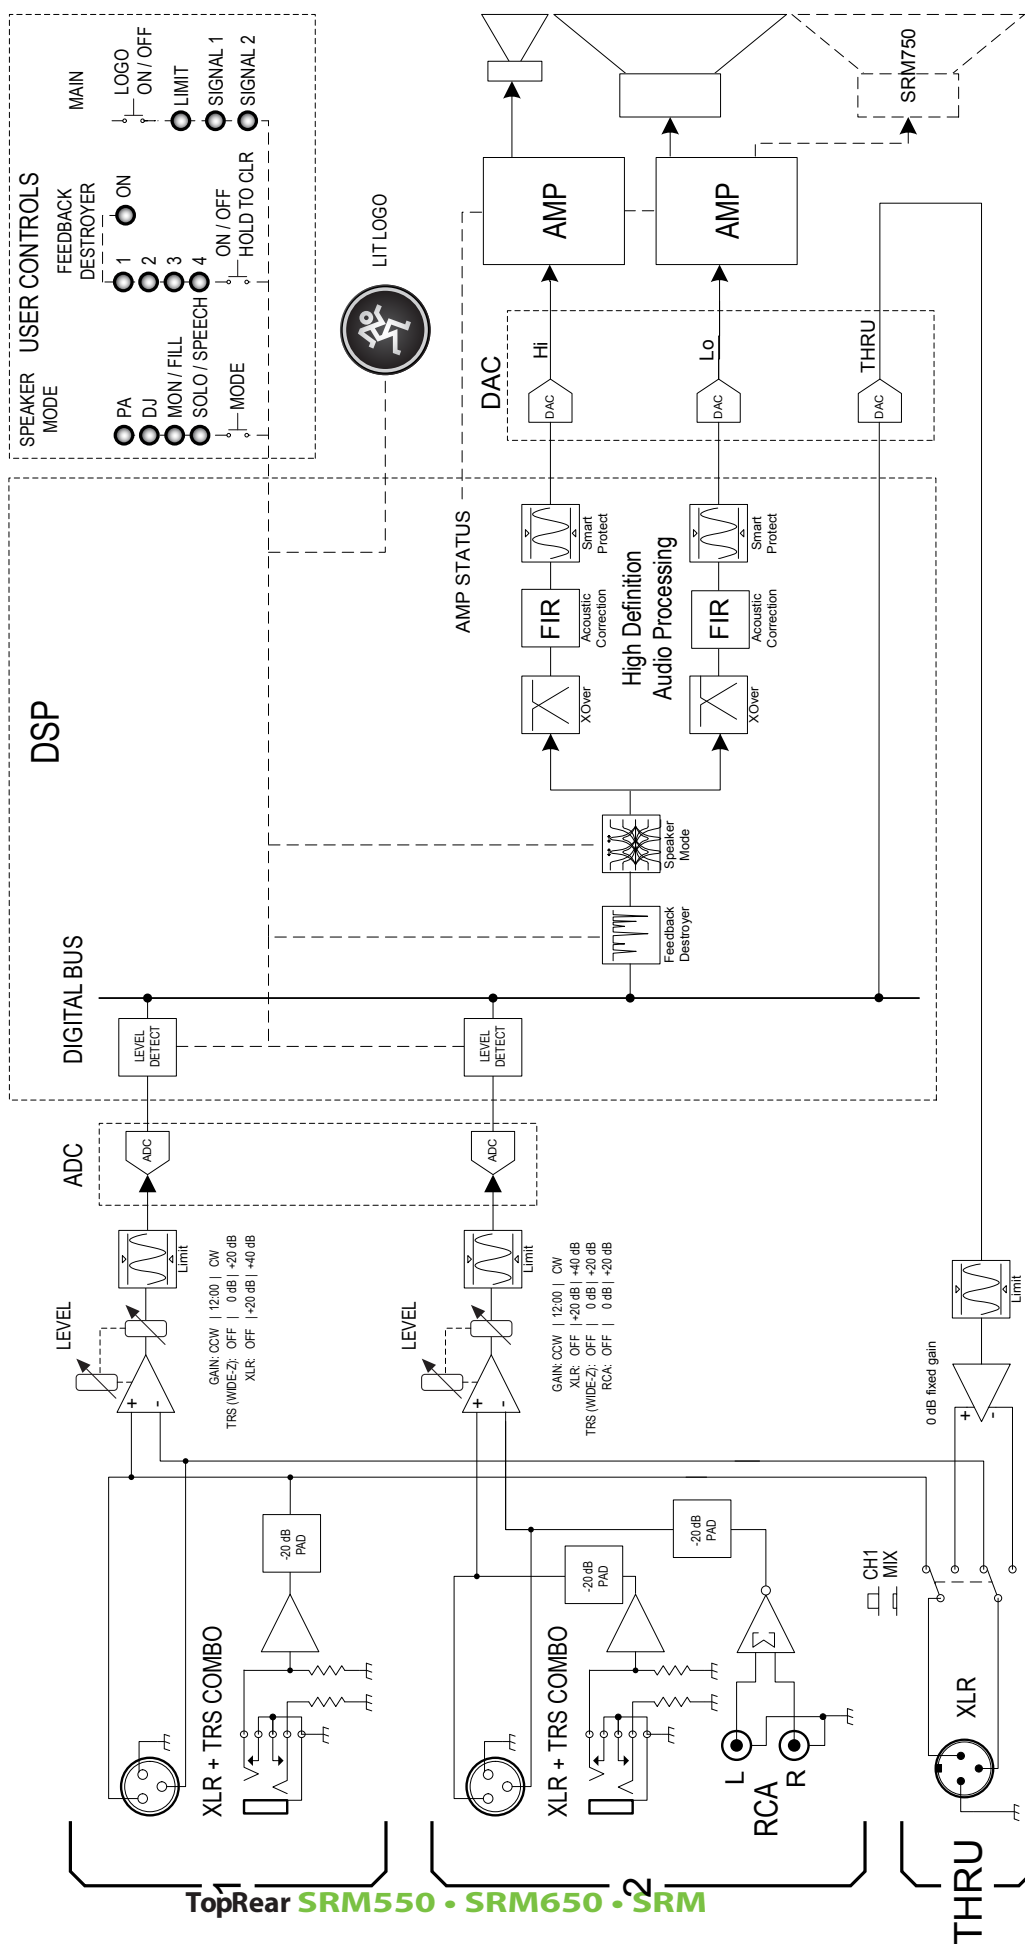 1
XLR + TRS COMBO
-20 dB
PAD
+
-
LEVEL
GAIN: CCW | 12:00 | CW
TRS (WIDE-Z): OFF | 0 dB | +20 dB
XLR: OFF |+20 dB | +40 dB
Limit
ADC
ADC
LEVEL
DETECT
DIGITAL BUS
DSP
2
XLR + TRS COMBO
-20 dB
PAD
RCA
L
R
Σ
-20 dB
PAD
+
-
LEVEL
GAIN: CCW | 12:00 | CW
XLR: OFF |+20 dB | +40 dB
TRS (WIDE-Z): OFF | 0 dB | +20 dB
RCA: OFF | 0 dB | +20 dB
Limit
ADC
LEVEL
DETECT
Feedback
Destroyer
Speaker
Mode
XOver
FIR
Acoustic
Correction
Smart
Protect
High Definition
Audio Processing
XOver
FIR
Acoustic
Correction
Smart
Protect
AMP STATUS
LIT LOGO
DAC
DAC
Hi
DAC
Lo
DAC
THRU
AMP
AMP
SRM750
USER CONTROLS
SPEAKER
MODE
PA
DJ
MON / FILL
SOLO / SPEECH
MODE
FEEDBACK
DESTROYER
1
2
3
4
ON
ON / OFF
HOLD TO CLR
MAIN
LOGO
ON / OFF
LIMIT
SIGNAL 1
SIGNAL 2
THRU
XLR
CH1
MIX
0 dB fixed gain
+
-
Limit
TopRear SRM550 • SRM650 • SRM